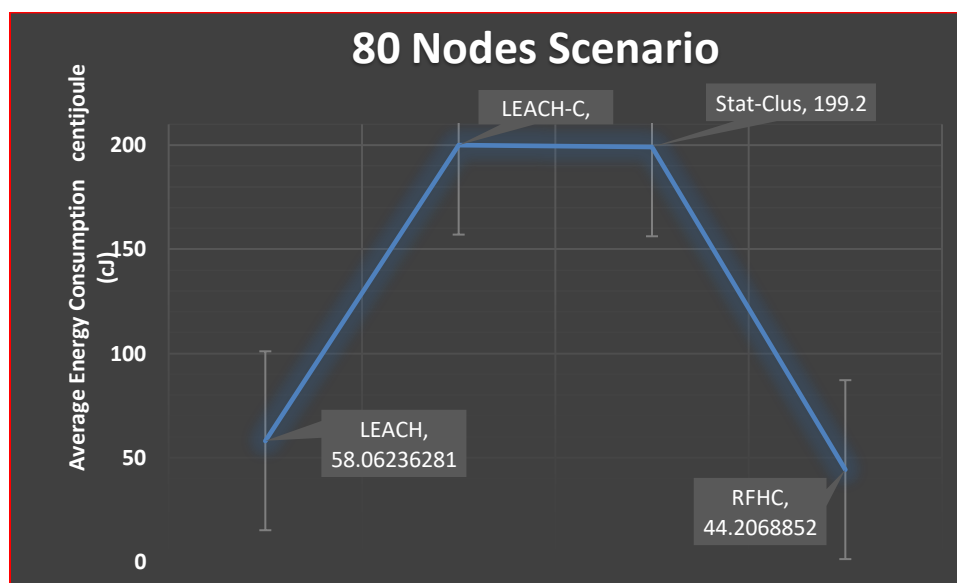 80 Nodes Scenario
Average Energy Consumption centijoule
(cJ)
200
150
100
50
0
LEACH-C,
Stat-Clus, 199.2
LEACH,
58.06236281
RFHC,
44.2068852